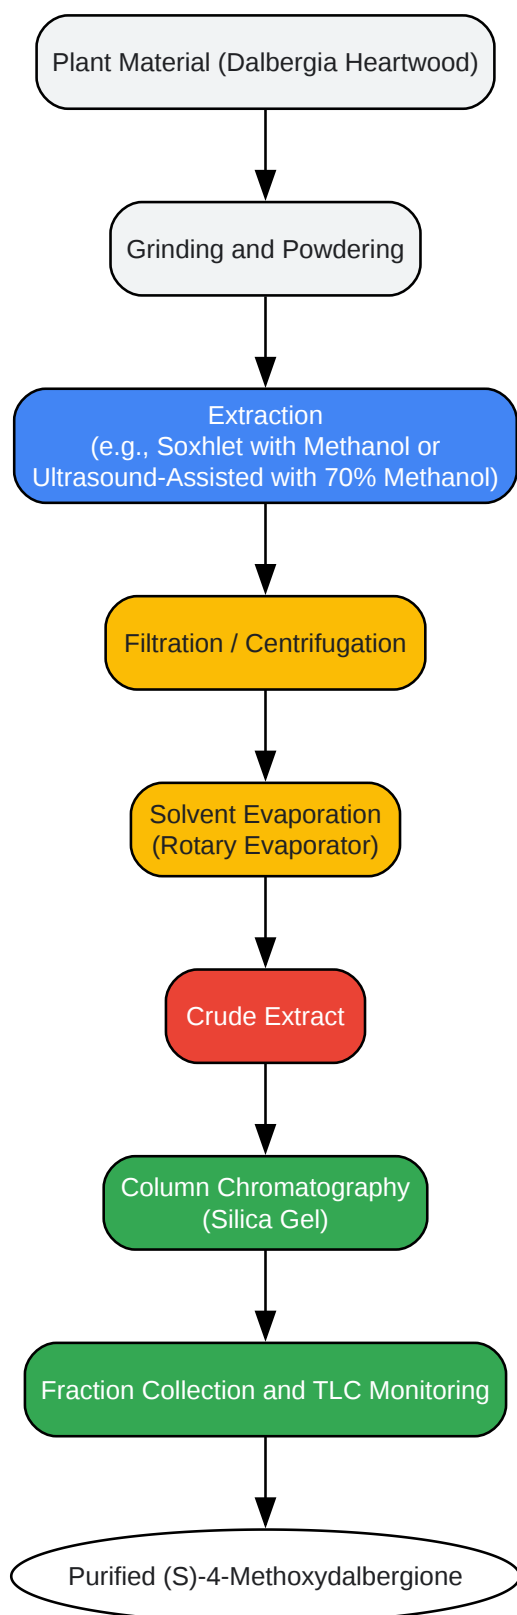 Plant Material (Dalbergia Heartwood)
Grinding and Powdering
Extraction
(e.g., Soxhlet with Methanol or
Ultrasound-Assisted with 70% Methanol)
Filtration / Centrifugation
Solvent Evaporation
(Rotary Evaporator)
Crude Extract
Column Chromatography
(Silica Gel)
Fraction Collection and TLC Monitoring
Purified (S)-4-Methoxydalbergione